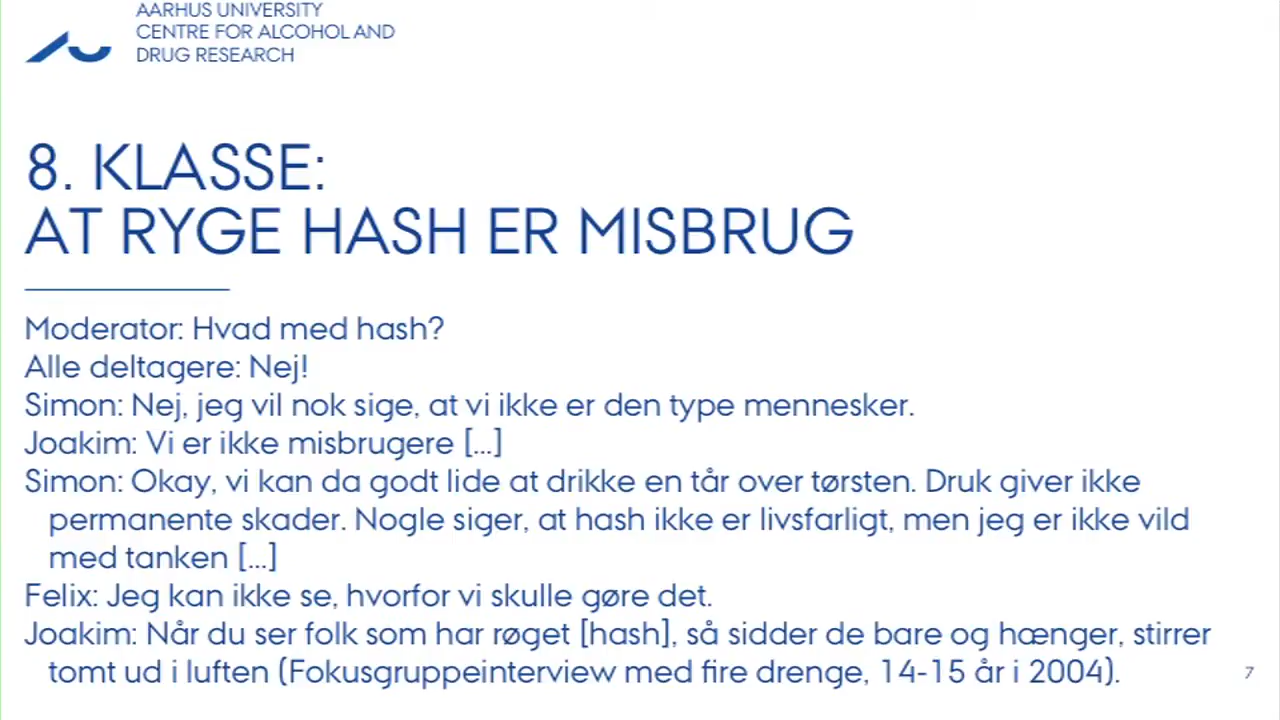 AARHUS UNIVERSITY
CENTRE FOR ALCOHOL AND
DRUG RESEARCH
8. KLASSE:
AT RYGE HASH ER MISBRUG
Moderator: Hvad med hash?
Alle deltagere: Nej!
Simon: Nej, jeg vil nok sige, at vi ikke er den type mennesker.
Joakim: Vi er ikke misbrugere [...]
Simon: Okay, vi kan da godt lide at drikke en tår over tørsten. Druk giver ikke
permanente skader. Nogle siger, at hash ikke er livsfarligt, men jeg er ikke vild
med tanken [...]
Felix: Jeg kan ikke se, hvorfor vi skulle gøre det.
Joakim: Når du ser folk som har røget [hash], så sidder de bare og hænger, stirrer
tomt ud i luften (Fokusgruppeinterview med fire drenge, 14-15 år i 2004).
7